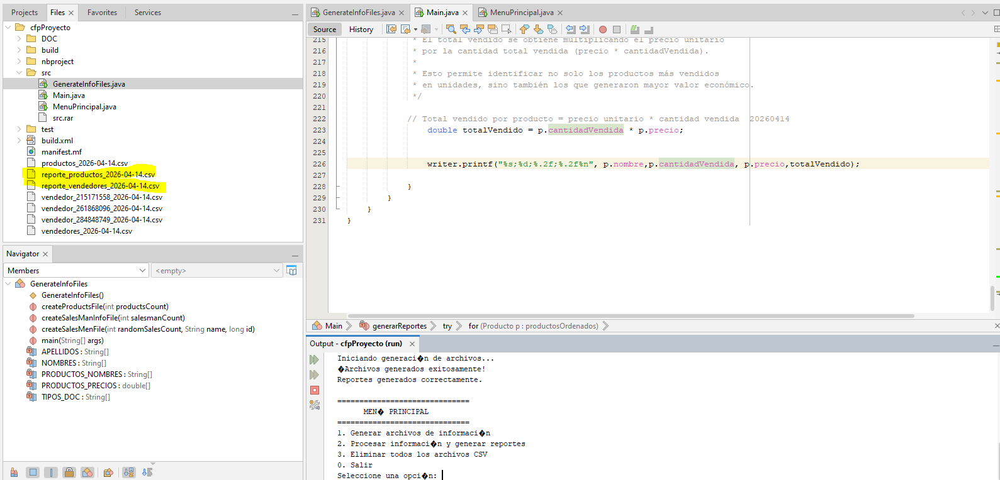 Projects
Files
Favorites
Services
cfpProyecto
DOC
build
nbproject
src
GenerateInfoFiles.java
Main.java
MenuPrincipal.java
src.rar
test
build.xml
manifest.mf
productos_2026-04-14.csv
reporte_productos_2026-04-14.csv
reporte_vendedores_2026-04-14.csv
vendedor_215171558_2026-04-14.csv
vendedor_261868096_2026-04-14.csv
vendedor_284848749_2026-04-14.csv
vendedores_2026-04-14.csv
Navigator
Members
<empty>
GenerateInfoFiles
GenerateInfoFiles()
createProductsFile(int productsCount)
createSalesManInfoFile(int salesmanCount)
createSalesMenFile(int randomSalesCount, String name, long id)
main(String[] args)
APELLIDOS : String[]
NOMBRES : String[]
PRODUCTOS_NOMBRES : String[]
PRODUCTOS_PRECIOS : double[]
TIPOS_DOC : String[]
GenerateInfoFiles.java
Main.java
MenuPrincipal.java
Source
History
215 * El total vendido se obtiene multiplicando el precio unitario
216 * por la cantidad total vendida (precio * cantidadVendida).
217 *
218 * Esto permite identificar no solo los productos más vendidos
219 * en unidades, sino también los que generaron mayor valor económico.
220 */
221
222 // Total vendido por producto = precio unitario * cantidad vendida 20260414
223 double totalVendido = p.cantidadVendida * p.precio;
224
225
226 writer.printf("%s;%d;%.2f;%.2f%n", p.nombre,p.cantidadVendida, p.precio,totalVendido);
227
228 }
229 }
230 }
231 }
Main
generarReportes
try
for (Producto p : productosOrdenados)
Output - cfpProyecto (run)
Iniciando generaci�n de archivos...
�Archivos generados exitosamente!
Reportes generados correctamente.
==============================
MEN� PRINCIPAL
==============================
1. Generar archivos de informaci�n
2. Procesar informaci�n y generar reportes
3. Eliminar todos los archivos CSV
0. Salir
Seleccione una opci�n: